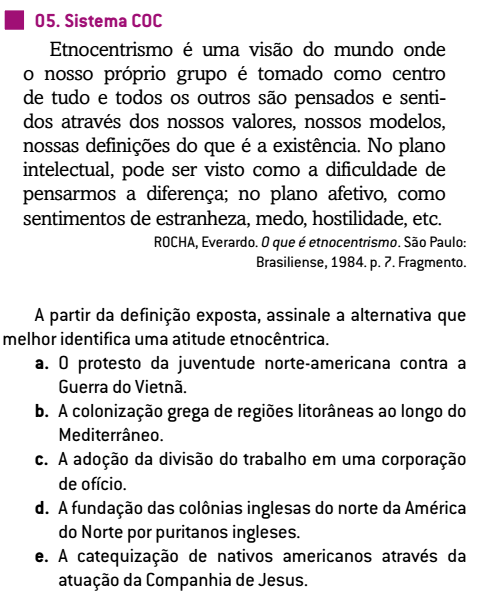 05. Sistema COC
Etnocentrismo é uma visão do mundo onde
o nosso próprio grupo é tomado como centro
de tudo e todos os outros são pensados e senti-
dos através dos nossos valores, nossos modelos,
nossas definições do que é a existência. No plano
intelectual, pode ser visto como a dificuldade de
pensarmos a diferença; no plano afetivo, como
sentimentos de estranheza, medo, hostilidade, etc.
ROCHA, Everardo. O que é etnocentrismo. São Paulo:
Brasiliense, 1984. p. 7. Fragmento.
A partir da definição exposta, assinale a alternativa que
melhor identifica uma atitude etnocêntrica.
a. O protesto da juventude norte-americana contra a
Guerra do Vietnã.
b. A colonização grega de regiões litorâneas ao longo do
Mediterrâneo.
c. A adoção da divisão do trabalho em uma corporação
de ofício.
d. A fundação das colônias inglesas do norte da América
do Norte por puritanos ingleses.
e. A catequização de nativos americanos através da
atuação da Companhia de Jesus.